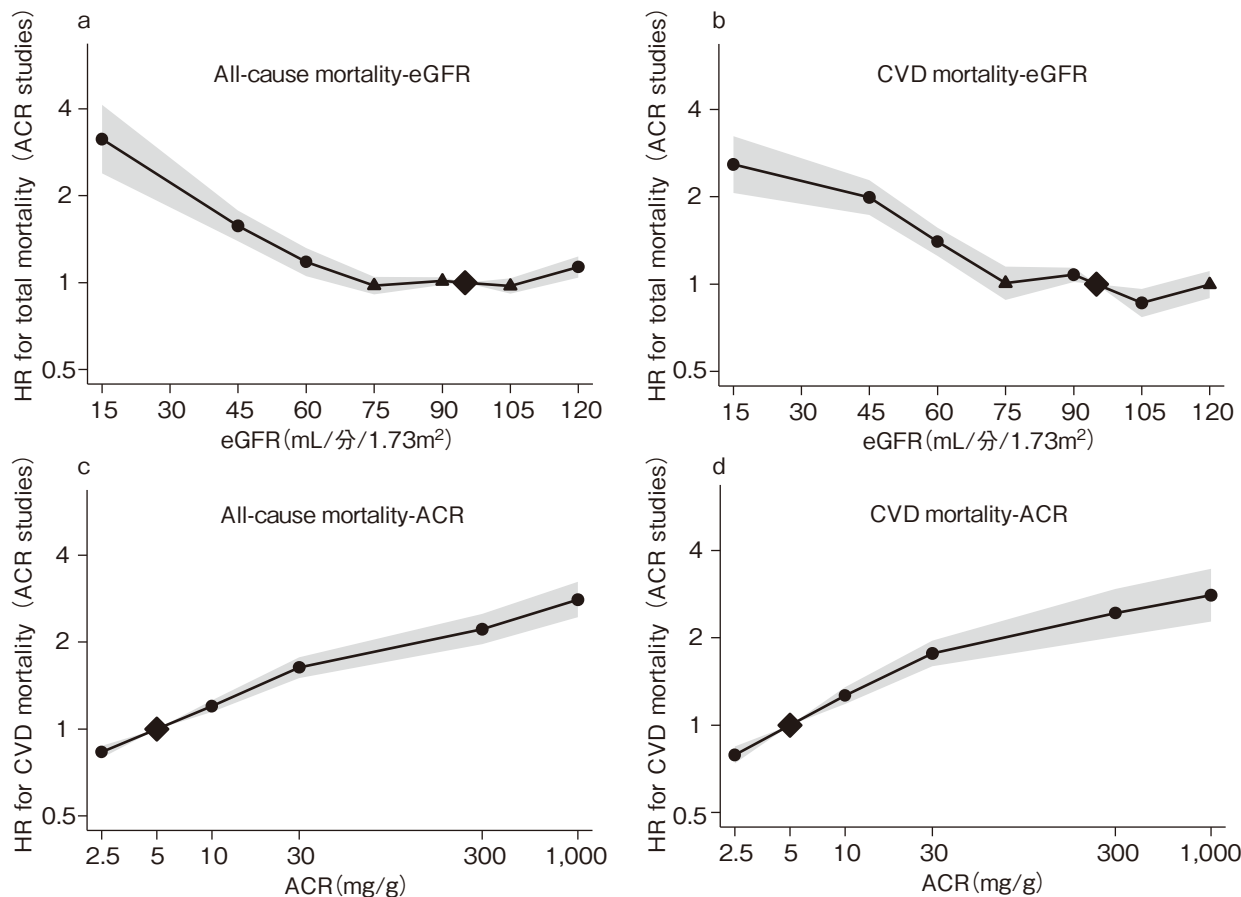 a
All-cause mortality-eGFR
HR for total mortality（ACR studies）
4
2
1
0.5
15 30 45 60 75 90 105 120
eGFR（mL/分/1.73m²）
b
CVD mortality-eGFR
HR for total mortality（ACR studies）
4
2
1
0.5
15 30 45 60 75 90 105 120
eGFR（mL/分/1.73m²）
c
All-cause mortality-ACR
HR for CVD mortality（ACR studies）
4
2
1
0.5
2.5 5 10 30 300 1,000
ACR（mg/g）
d
CVD mortality-ACR
HR for CVD mortality（ACR studies）
4
2
1
0.5
2.5 5 10 30 300 1,000
ACR（mg/g）